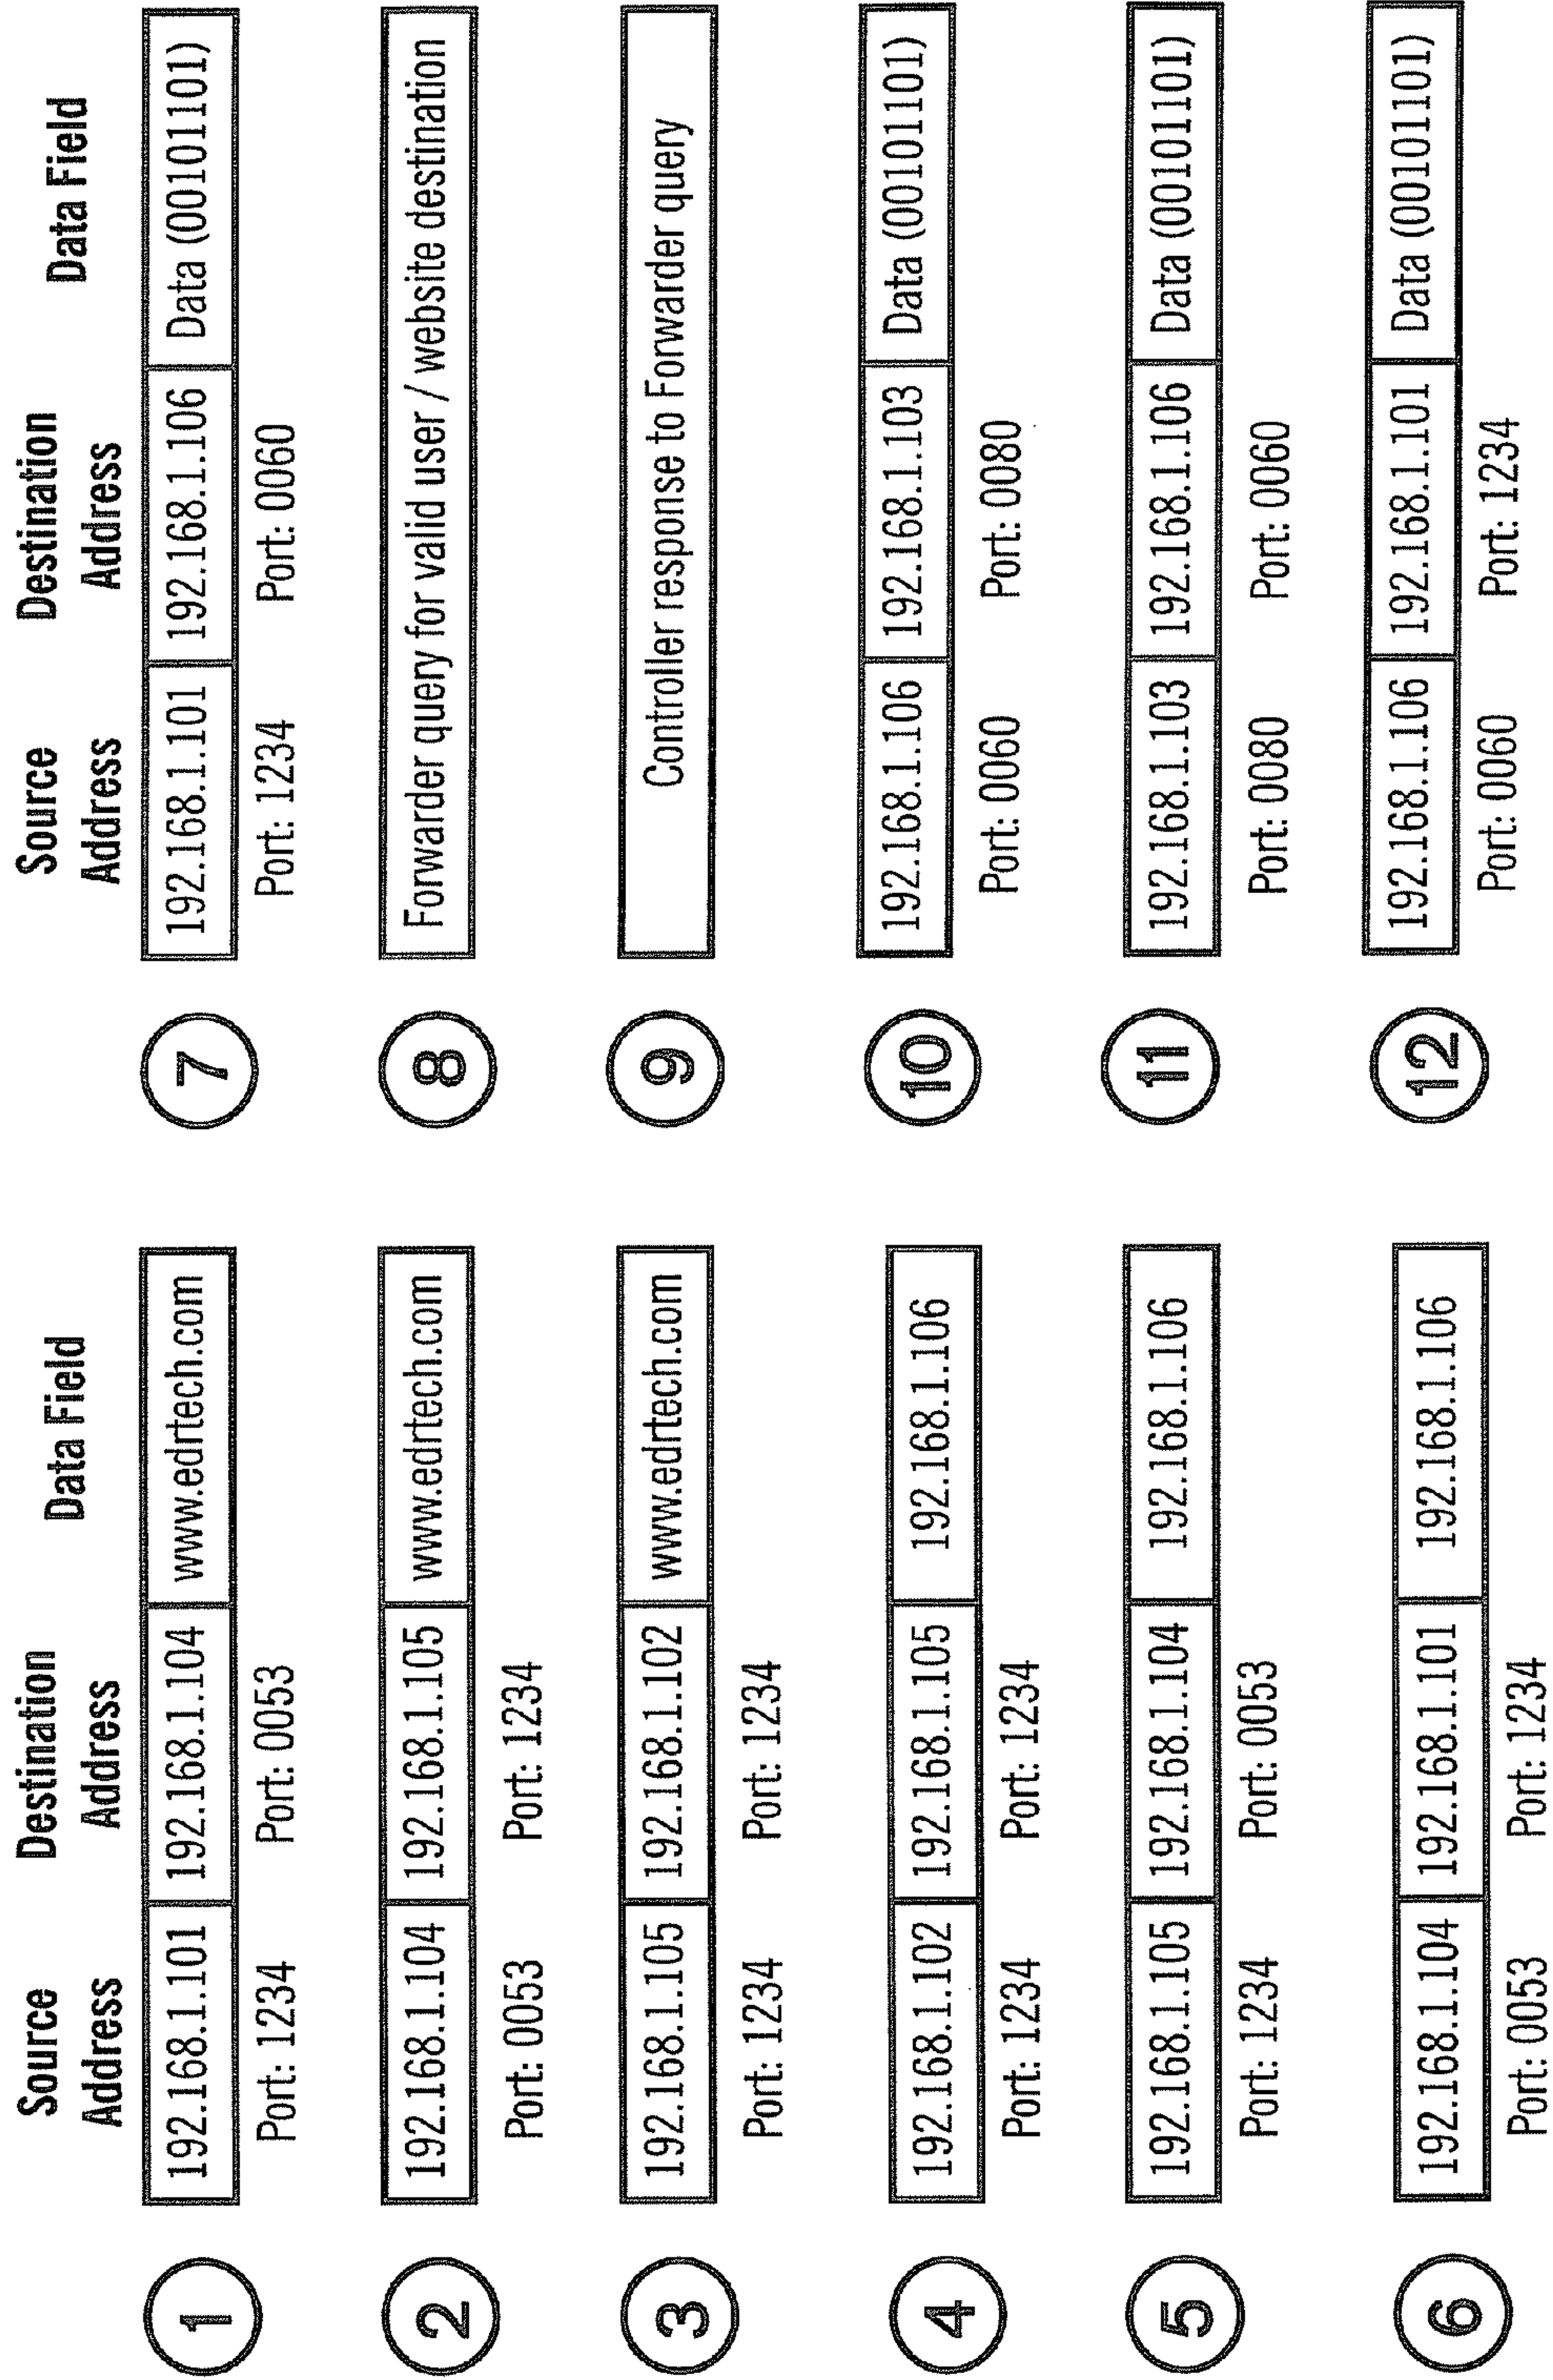 Source Address
Destination Address
Data Field
1
192.168.1.101 192.168.1.104 www.edrtech.com
Port: 1234 Port: 0053
2
192.168.1.104 192.168.1.105 www.edrtech.com
Port: 0053 Port: 1234
3
192.168.1.105 192.168.1.102 www.edrtech.com
Port: 1234 Port: 1234
4
192.168.1.102 192.168.1.105 192.168.1.106
Port: 1234 Port: 1234
5
192.168.1.105 192.168.1.104 192.168.1.106
Port: 1234 Port: 0053
6
192.168.1.104 192.168.1.101 192.168.1.106
Port: 0053 Port: 1234
Source Address
Destination Address
Data Field
7
192.168.1.101 192.168.1.106 Data (00101101)
Port: 1234 Port: 0060
8
Forwarder query for valid user / website destination
9
Controller response to Forwarder query
10
192.168.1.106 192.168.1.103 Data (00101101)
Port: 0060 Port: 0080
11
192.168.1.103 192.168.1.106 Data (00101101)
Port: 0080 Port: 0060
12
192.168.1.106 192.168.1.101 Data (00101101)
Port: 0060 Port: 1234